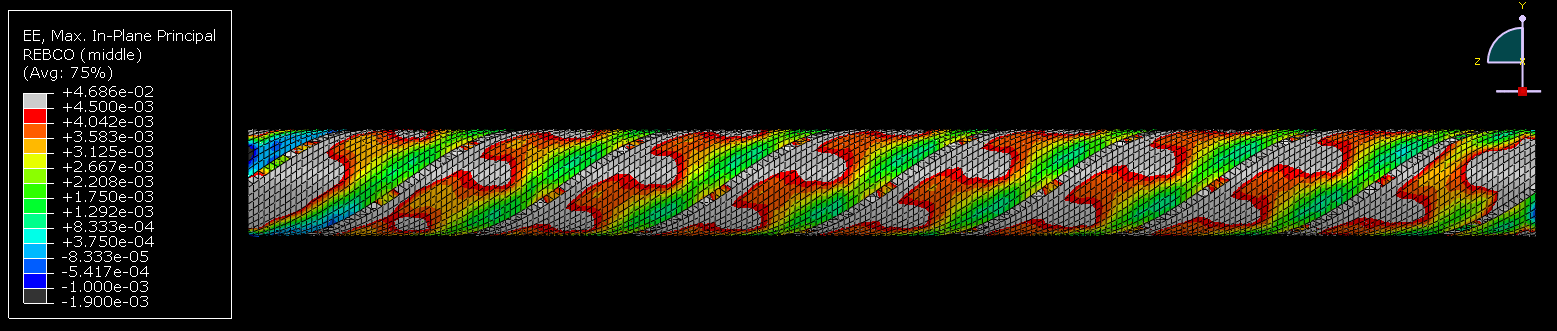 EE, Max. In-Plane Principal
REBCO (middle)
(Avg: 75%)
+4.686e-02
+4.500e-03
+4.042e-03
+3.583e-03
+3.125e-03
+2.667e-03
+2.208e-03
+1.750e-03
+1.292e-03
+8.333e-04
+3.750e-04
-8.333e-05
-5.417e-04
-1.000e-03
-1.900e-03
Y
Z
X